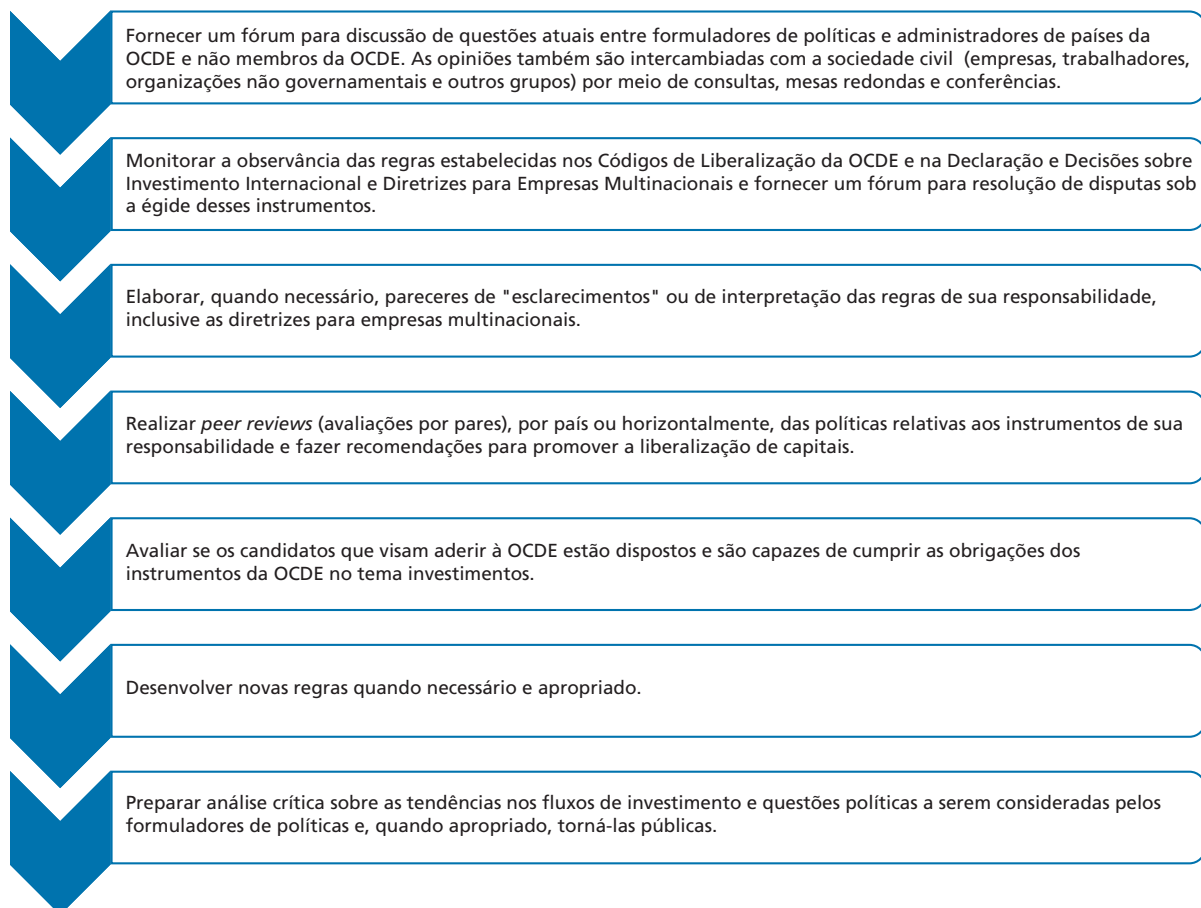 Fornecer um fórum para discussão de questões atuais entre formuladores de políticas e administradores de países da
OCDE e não membros da OCDE. As opiniões também são intercambiadas com a sociedade civil (empresas, trabalhadores,
organizações não governamentais e outros grupos) por meio de consultas, mesas redondas e conferências.
Monitorar a observância das regras estabelecidas nos Códigos de Liberalização da OCDE e na Declaração e Decisões sobre
Investimento Internacional e Diretrizes para Empresas Multinacionais e fornecer um fórum para resolução de disputas sob
a égide desses instrumentos.
Elaborar, quando necessário, pareceres de "esclarecimentos" ou de interpretação das regras de sua responsabilidade,
inclusive as diretrizes para empresas multinacionais.
Realizar peer reviews (avaliações por pares), por país ou horizontalmente, das políticas relativas aos instrumentos de sua
responsabilidade e fazer recomendações para promover a liberalização de capitais.
Avaliar se os candidatos que visam aderir à OCDE estão dispostos e são capazes de cumprir as obrigações dos
instrumentos da OCDE no tema investimentos.
Desenvolver novas regras quando necessário e apropriado.
Preparar análise crítica sobre as tendências nos fluxos de investimento e questões políticas a serem consideradas pelos
formuladores de políticas e, quando apropriado, torná-las públicas.